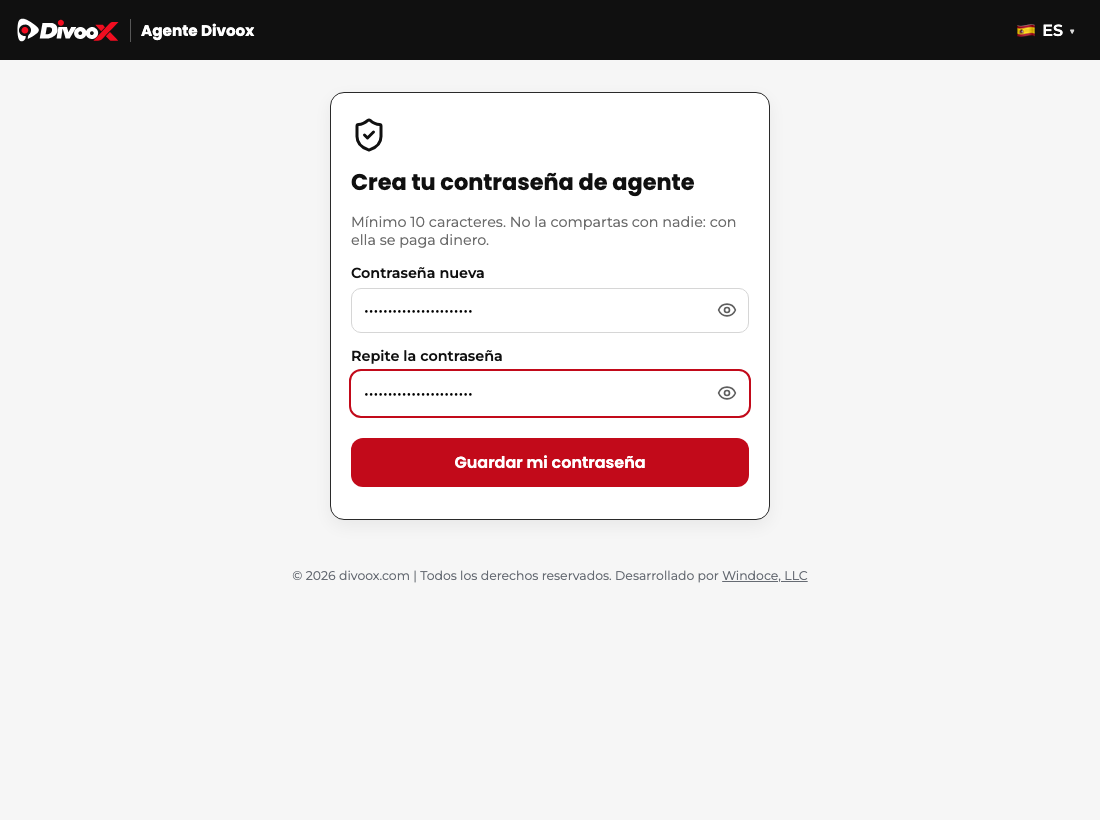 DivooX
Agente Divoox
ES
Crea tu contraseña de agente
Mínimo 10 caracteres. No la compartas con nadie: con
ella se paga dinero.
Contraseña nueva
Repite la contraseña
Guardar mi contraseña
© 2026 divoox.com | Todos los derechos reservados. Desarrollado por Windoce, LLC